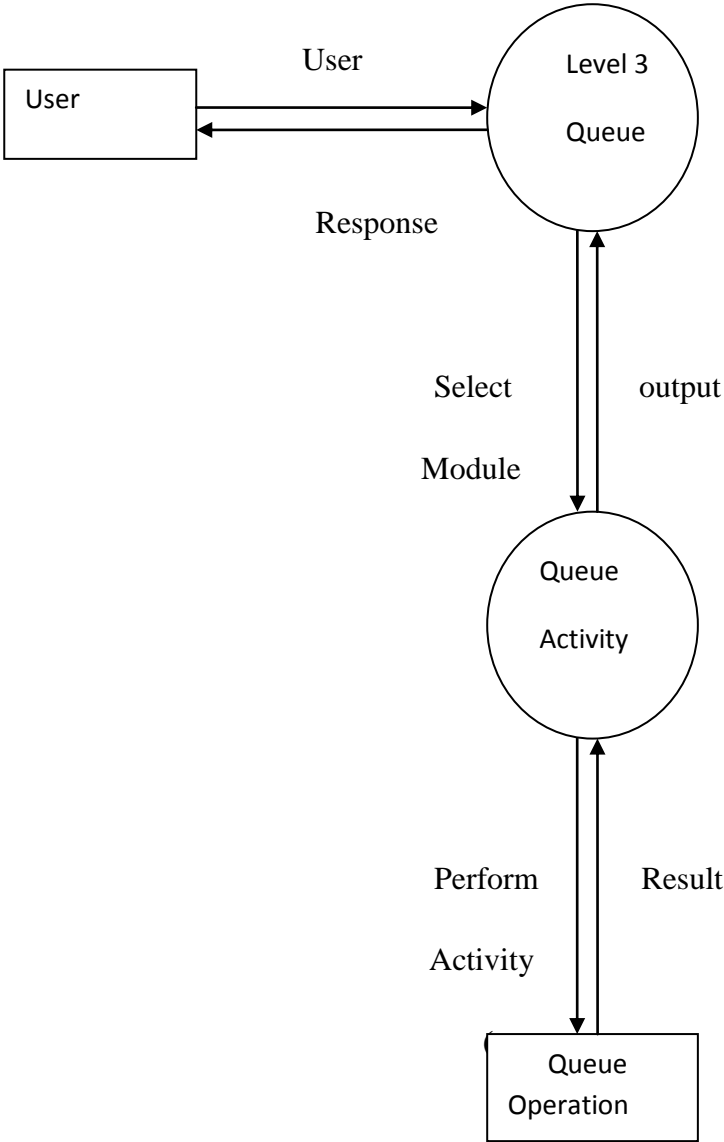 User
User
Level 3
Queue
Response
Select
output
Module
Queue
Activity
Perform
Result
Activity
(
Queue
Operation